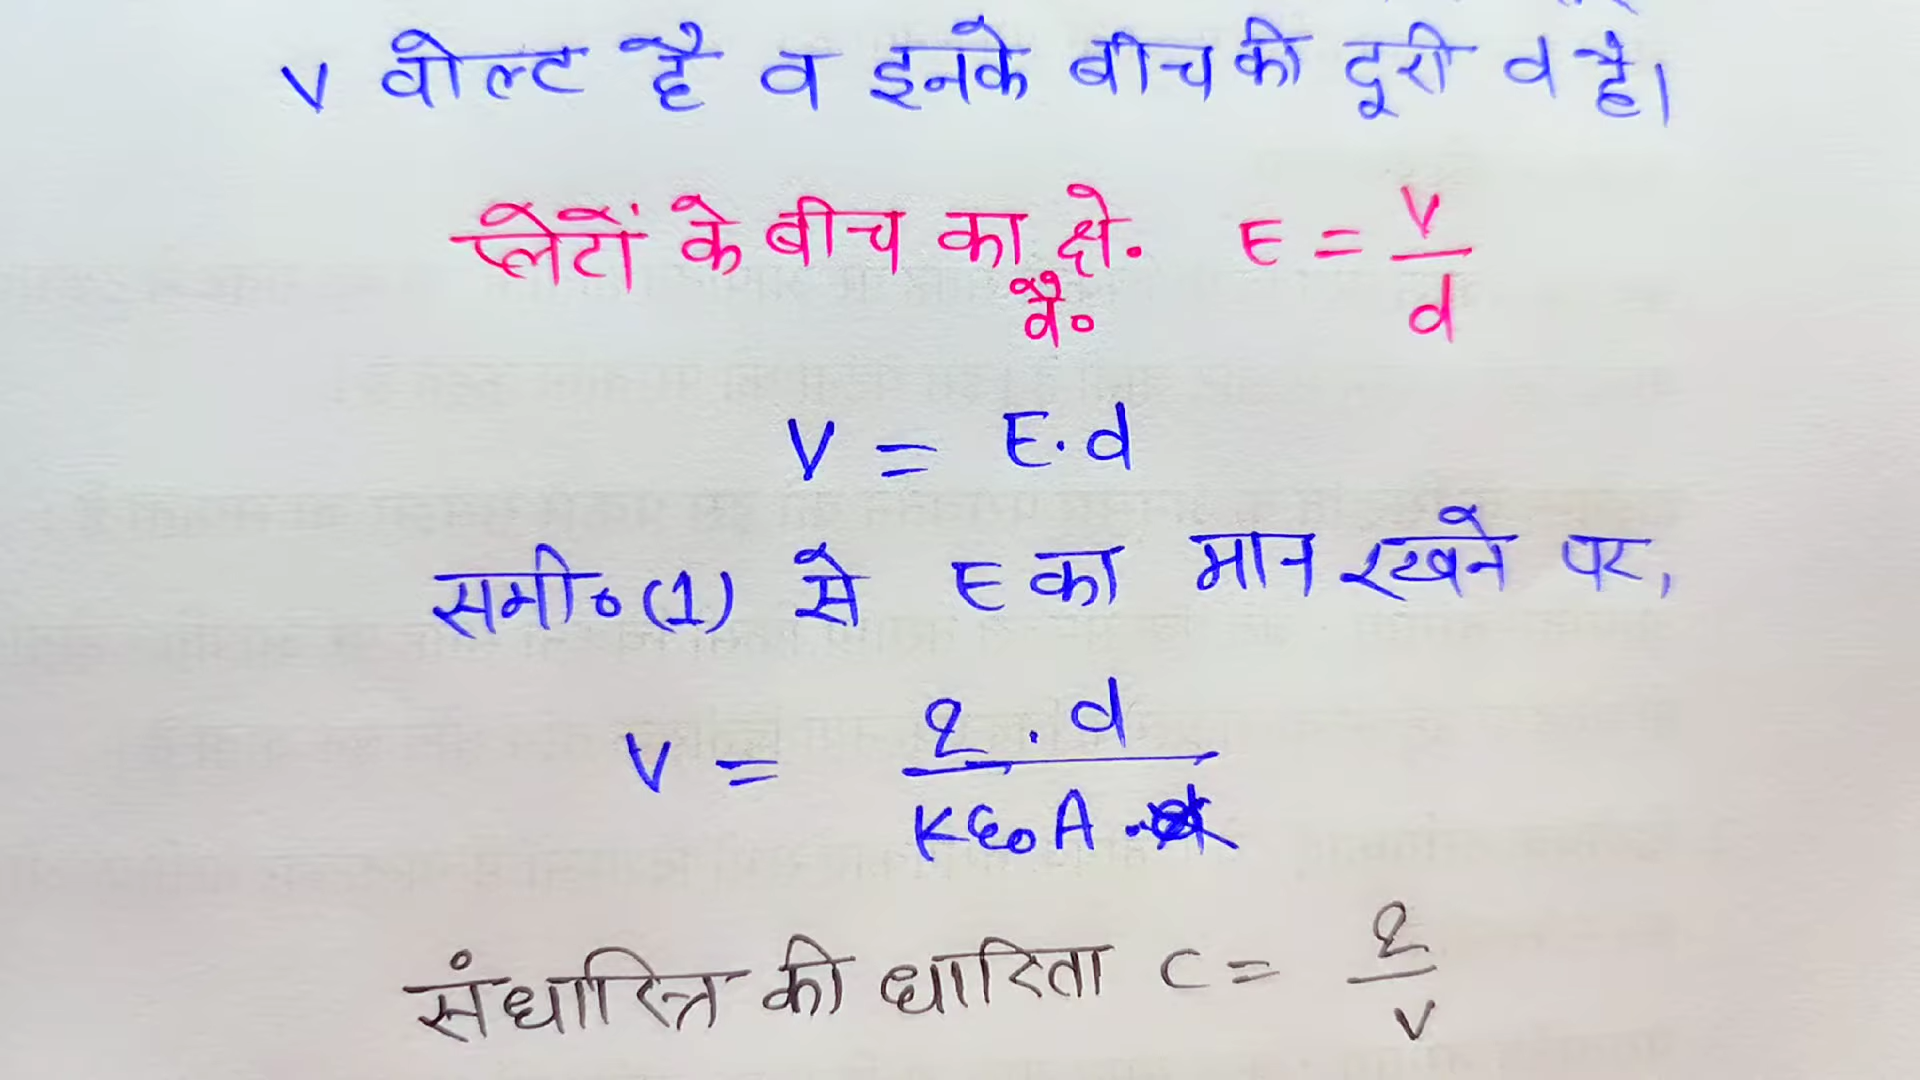 V वोल्ट है व इनके बीच की दूरी d है।
प्लेटों के बीच का वै० क्षे. E = V/d
V = E.d
समी०(1) से E का मान रखने पर,
V = q . d / Kε₀A .
संधारित्र की धारिता C = q/V